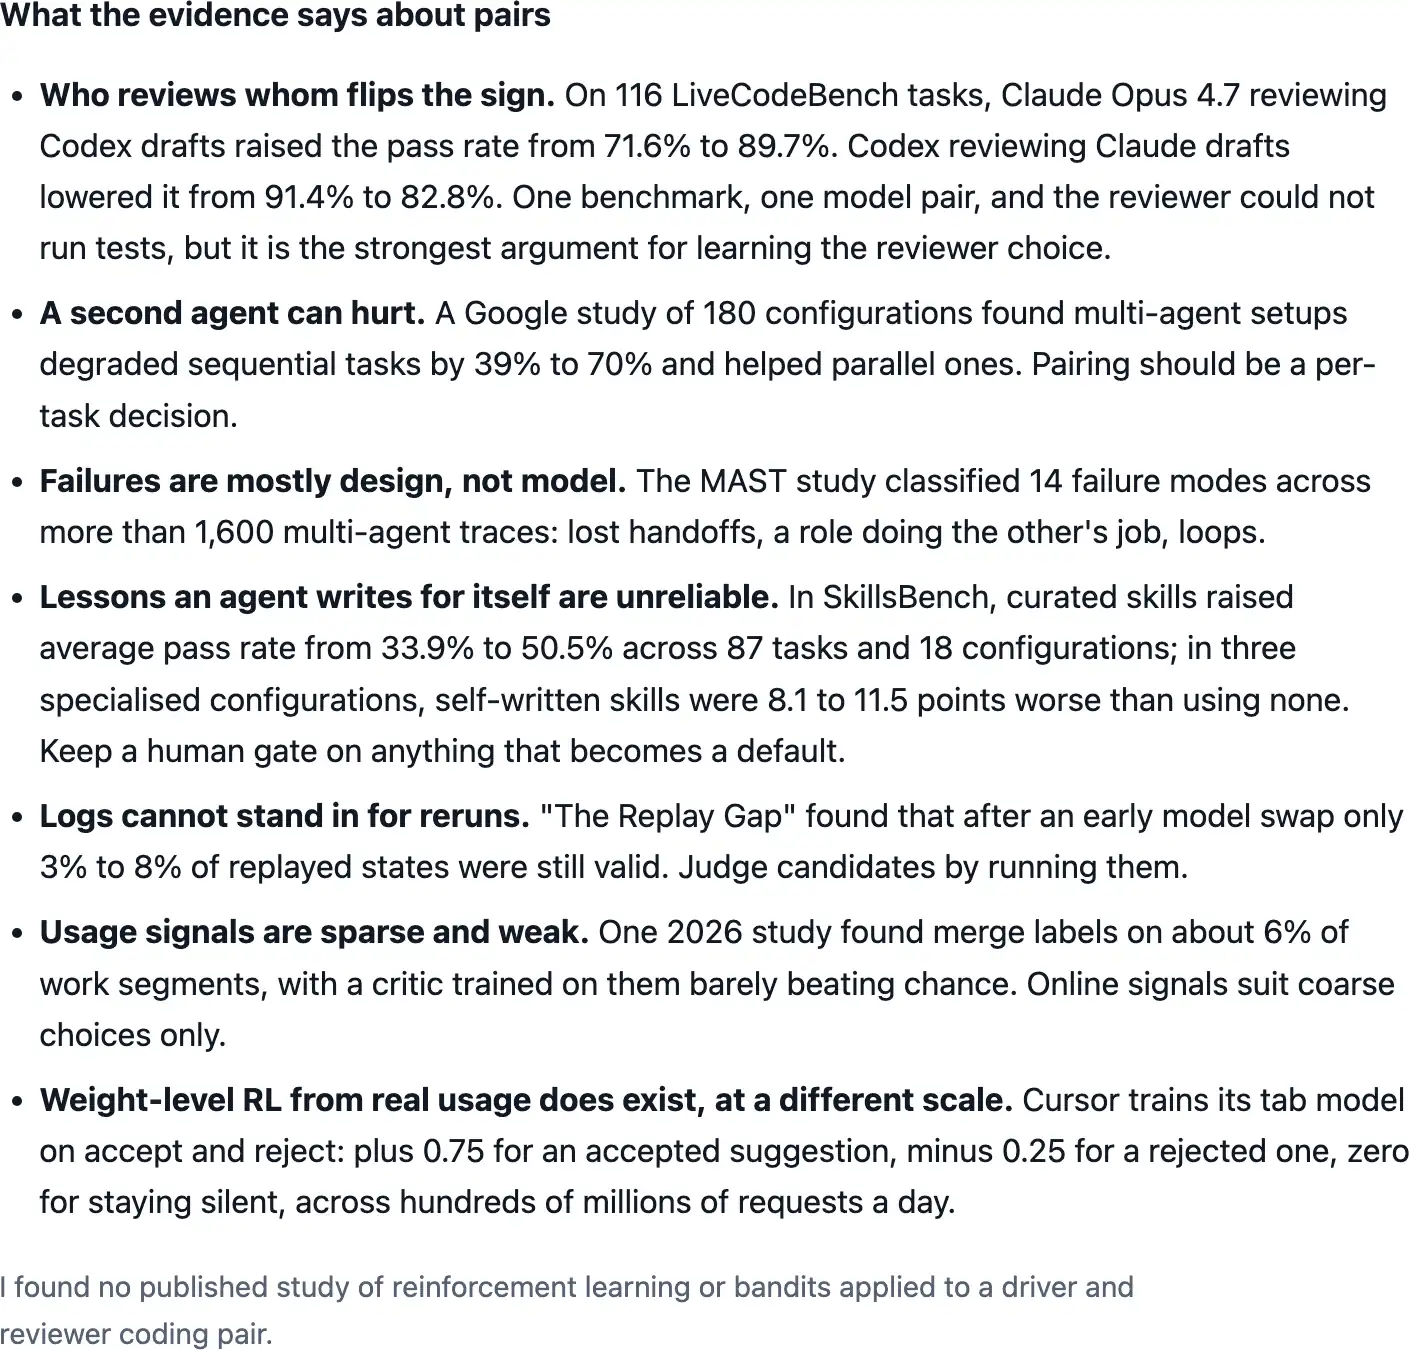 What the evidence says about pairs
• Who reviews whom flips the sign. On 116 LiveCodeBench tasks, Claude Opus 4.7 reviewing
Codex drafts raised the pass rate from 71.6% to 89.7%. Codex reviewing Claude drafts
lowered it from 91.4% to 82.8%. One benchmark, one model pair, and the reviewer could not
run tests, but it is the strongest argument for learning the reviewer choice.
• A second agent can hurt. A Google study of 180 configurations found multi-agent setups
degraded sequential tasks by 39% to 70% and helped parallel ones. Pairing should be a per-
task decision.
• Failures are mostly design, not model. The MAST study classified 14 failure modes across
more than 1,600 multi-agent traces: lost handoffs, a role doing the other's job, loops.
• Lessons an agent writes for itself are unreliable. In SkillsBench, curated skills raised
average pass rate from 33.9% to 50.5% across 87 tasks and 18 configurations; in three
specialised configurations, self-written skills were 8.1 to 11.5 points worse than using none.
Keep a human gate on anything that becomes a default.
• Logs cannot stand in for reruns. "The Replay Gap" found that after an early model swap only
3% to 8% of replayed states were still valid. Judge candidates by running them.
• Usage signals are sparse and weak. One 2026 study found merge labels on about 6% of
work segments, with a critic trained on them barely beating chance. Online signals suit coarse
choices only.
• Weight-level RL from real usage does exist, at a different scale. Cursor trains its tab model
on accept and reject: plus 0.75 for an accepted suggestion, minus 0.25 for a rejected one, zero
for staying silent, across hundreds of millions of requests a day.
I found no published study of reinforcement learning or bandits applied to a driver and
reviewer coding pair.